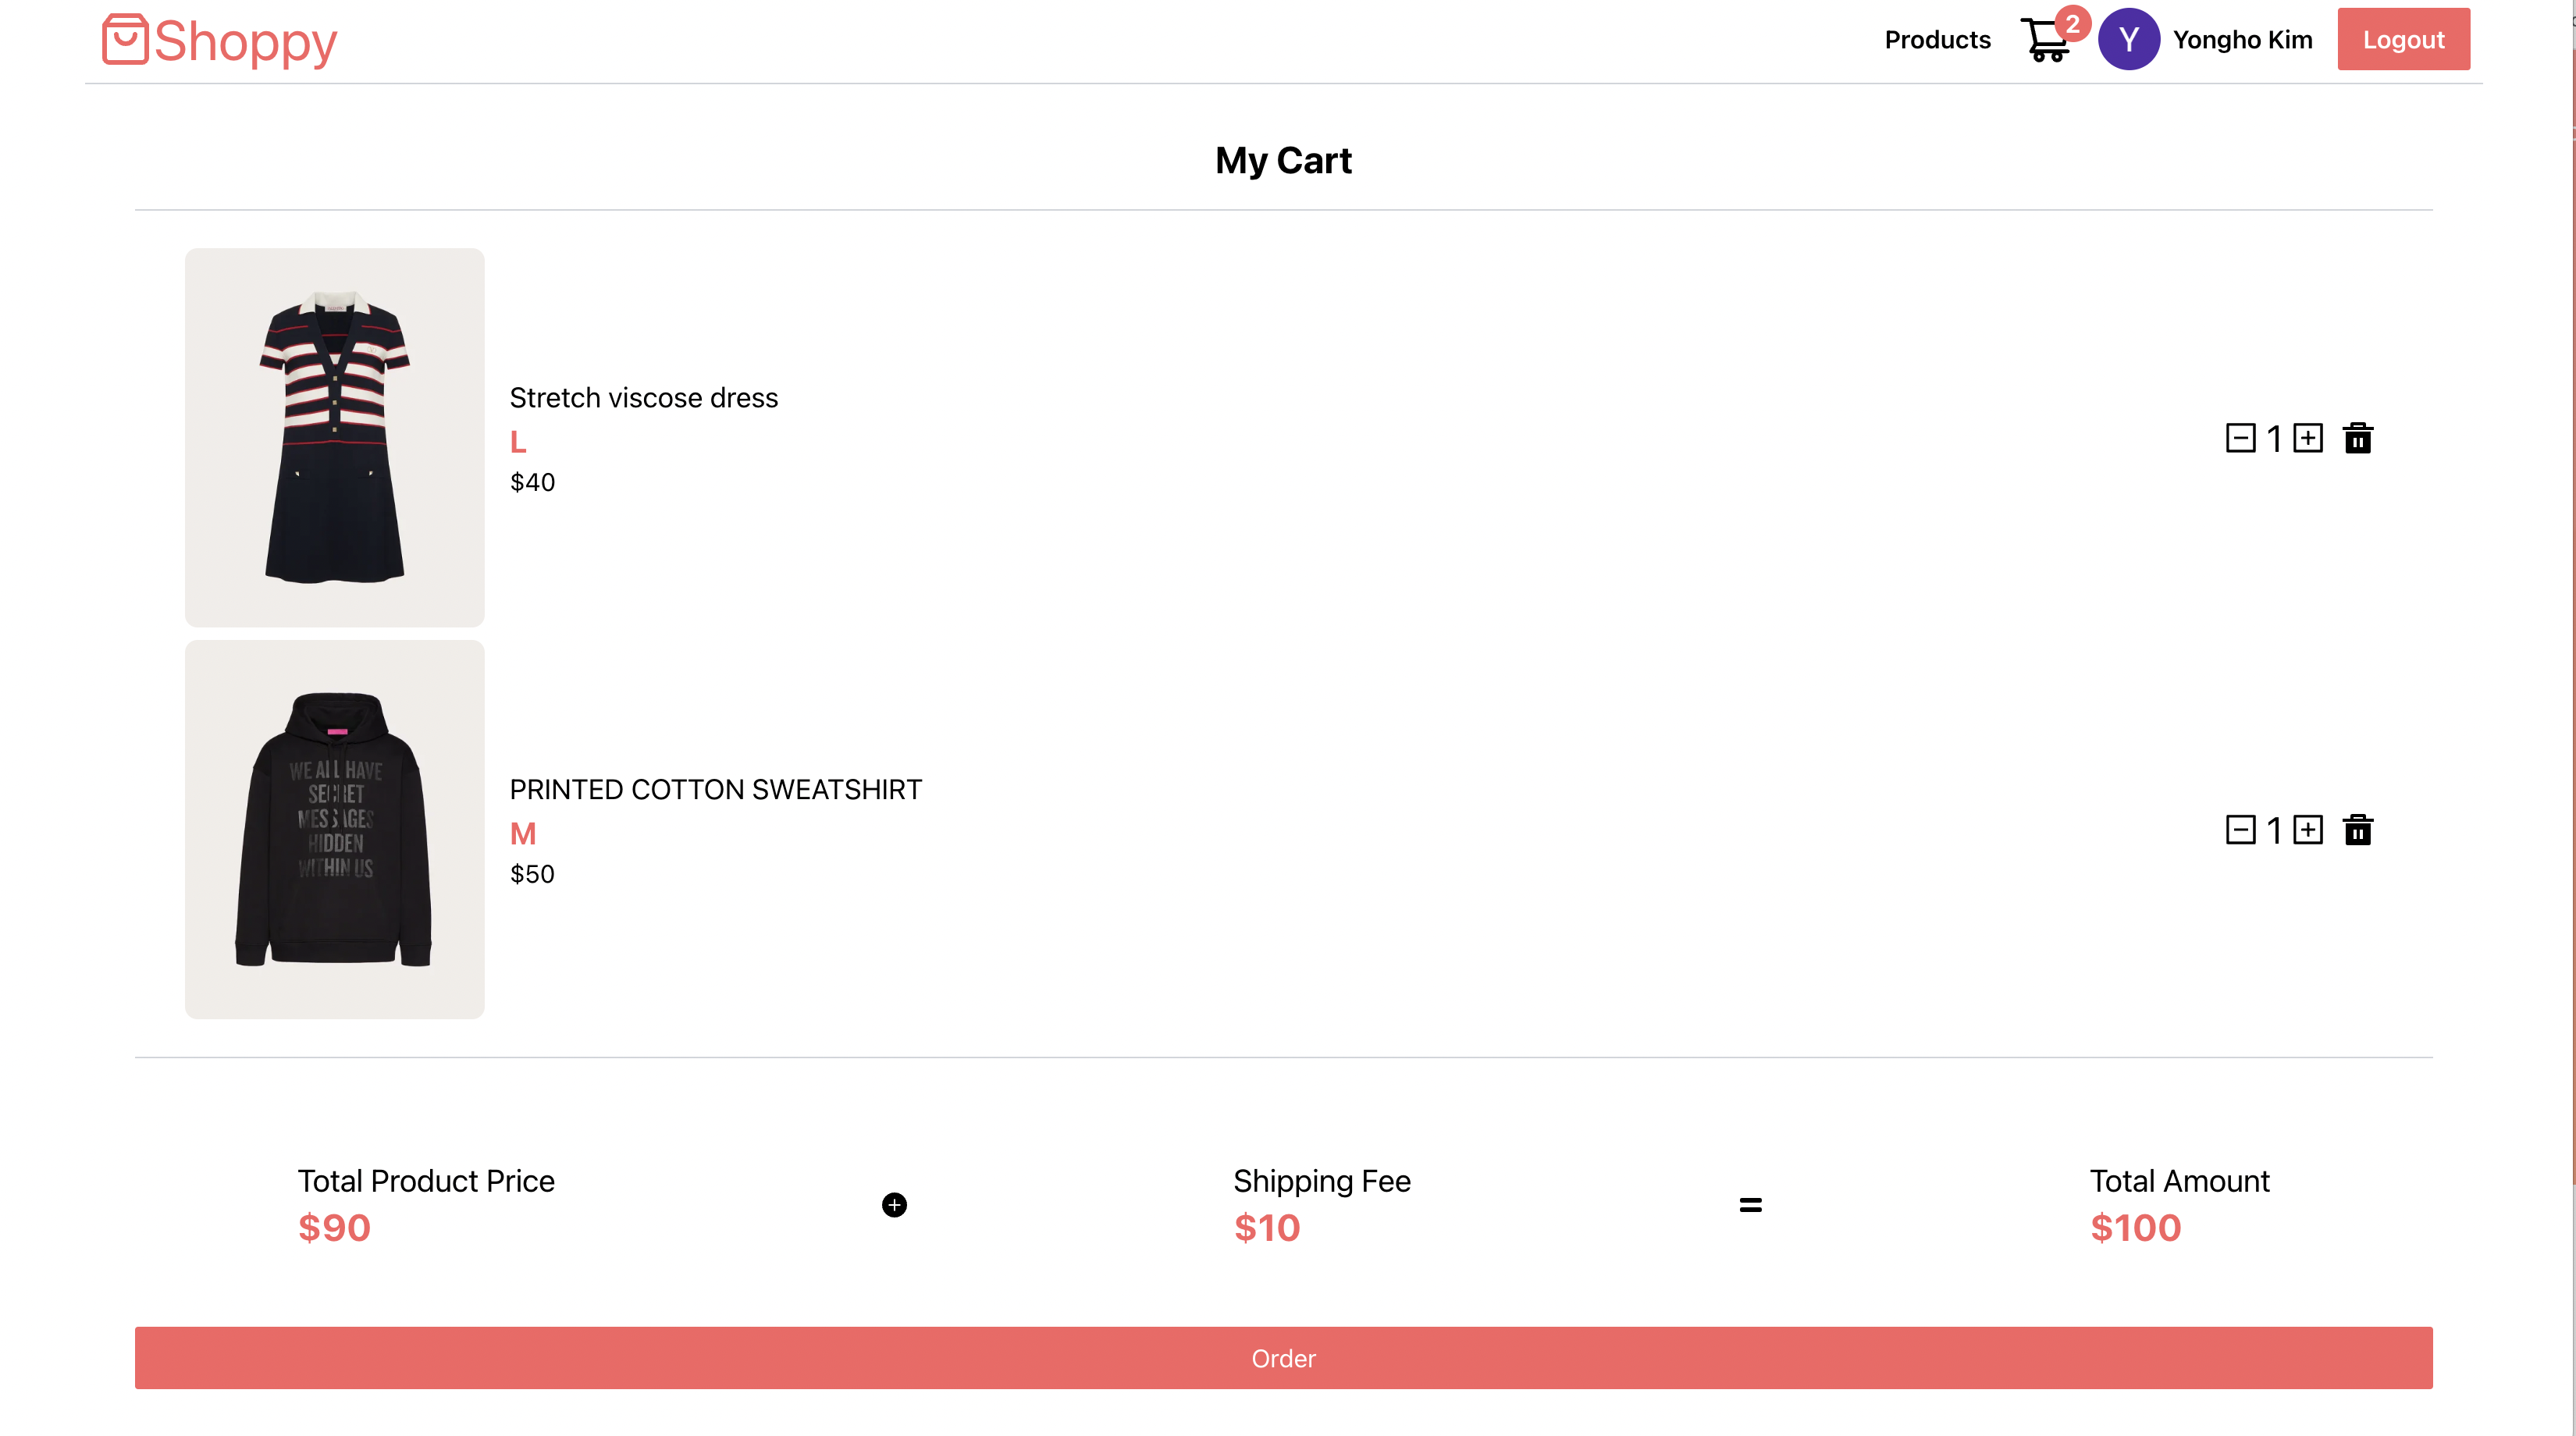 Shoppy
Products
2
Y
Yongho Kim
Logout
My Cart
Stretch viscose dress
L
$40
1
WE ALL HAVE
SECRET
MESSAGES
HIDDEN
WITHIN US
PRINTED COTTON SWEATSHIRT
M
$50
1
Total Product Price
$90
Shipping Fee
$10
=
Total Amount
$100
Order